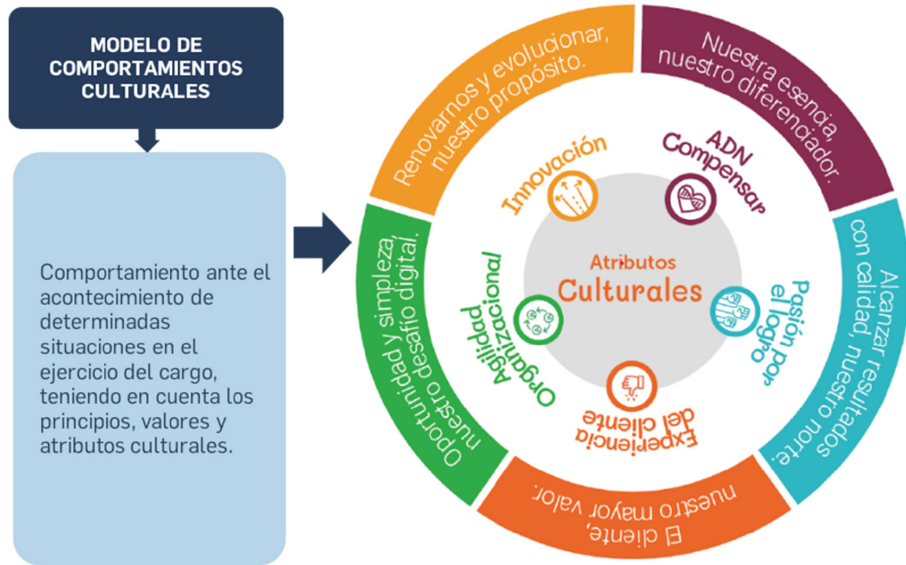 MODELO DE
COMPORTAMIENTOS
CULTURALES
Comportamiento ante el
acontecimiento de
determinadas
situaciones en el
ejercicio del cargo,
teniendo en cuenta los
principios, valores y
atributos culturales.
Atributos
Culturales
Renovarnos y evolucionar,
nuestro propósito.
Innovación
Nuestra esencia,
nuestro diferenciador.
ADN
Compensar
Alcanzar resultados
con calidad, nuestro norte.
Pasión por
el logro
El cliente,
nuestro mayor valor.
Experiencia
del cliente
Oportunidad y simpleza,
nuestro desafío digital.
Agilidad
Organizacional